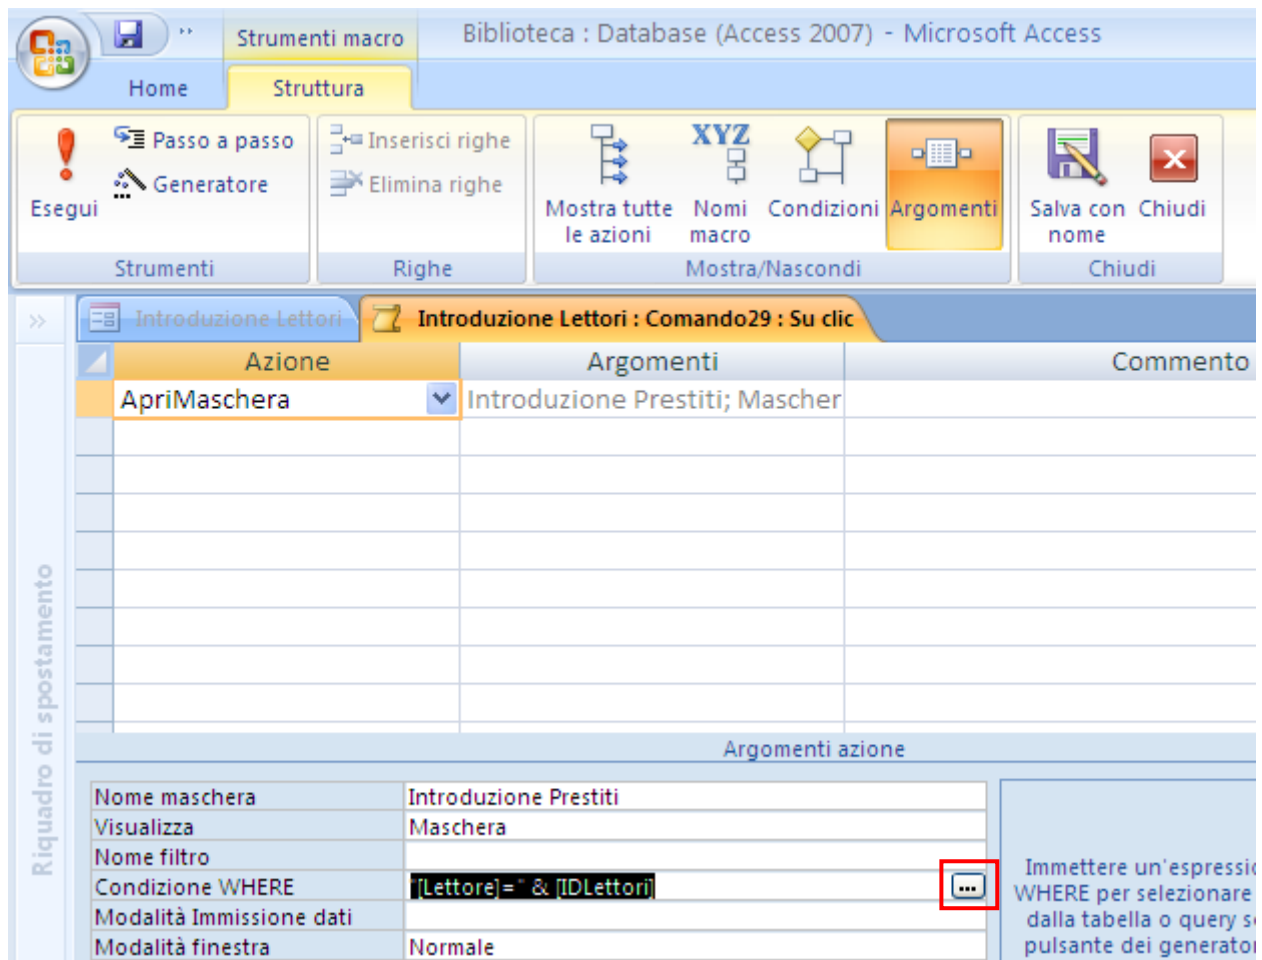 Strumenti macro
Biblioteca : Database (Access 2007) - Microsoft Access
Home
Struttura
Esegui
Passo a passo
Generatore
Strumenti
Inserisci righe
Elimina righe
Righe
Mostra tutte
le azioni
XYZ
Nomi
macro
Condizioni
Argomenti
Mostra/Nascondi
Salva con
nome
Chiudi
Chiudi
»
Introduzione Lettori
Introduzione Lettori : Comando29 : Su clic
Riquadro di spostamento
Azione Argomenti Commento
ApriMaschera Introduzione Prestiti; Mascher
Argomenti azione
Nome maschera Introduzione Prestiti
Visualizza Maschera
Nome filtro
Condizione WHERE "[Lettore]=" & [IDLettori] ...
Modalità Immissione dati
Modalità finestra Normale
Immettere un'espressio
WHERE per selezionare
dalla tabella o query s
pulsante dei generato